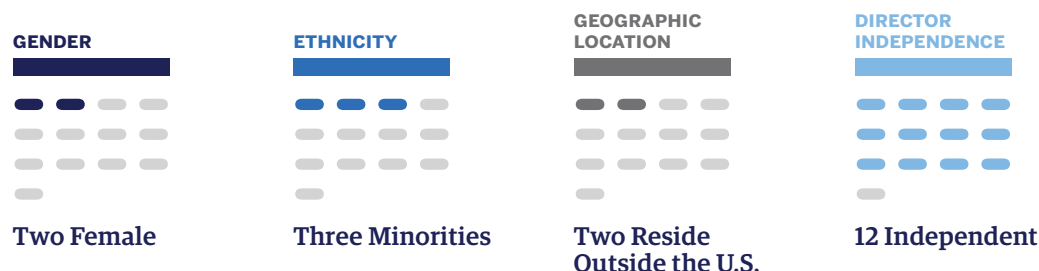 GENDER
Two Female
ETHNICITY
Three Minorities
GEOGRAPHIC
LOCATION
Two Reside
Outside the U.S.
DIRECTOR
INDEPENDENCE
12 Independent